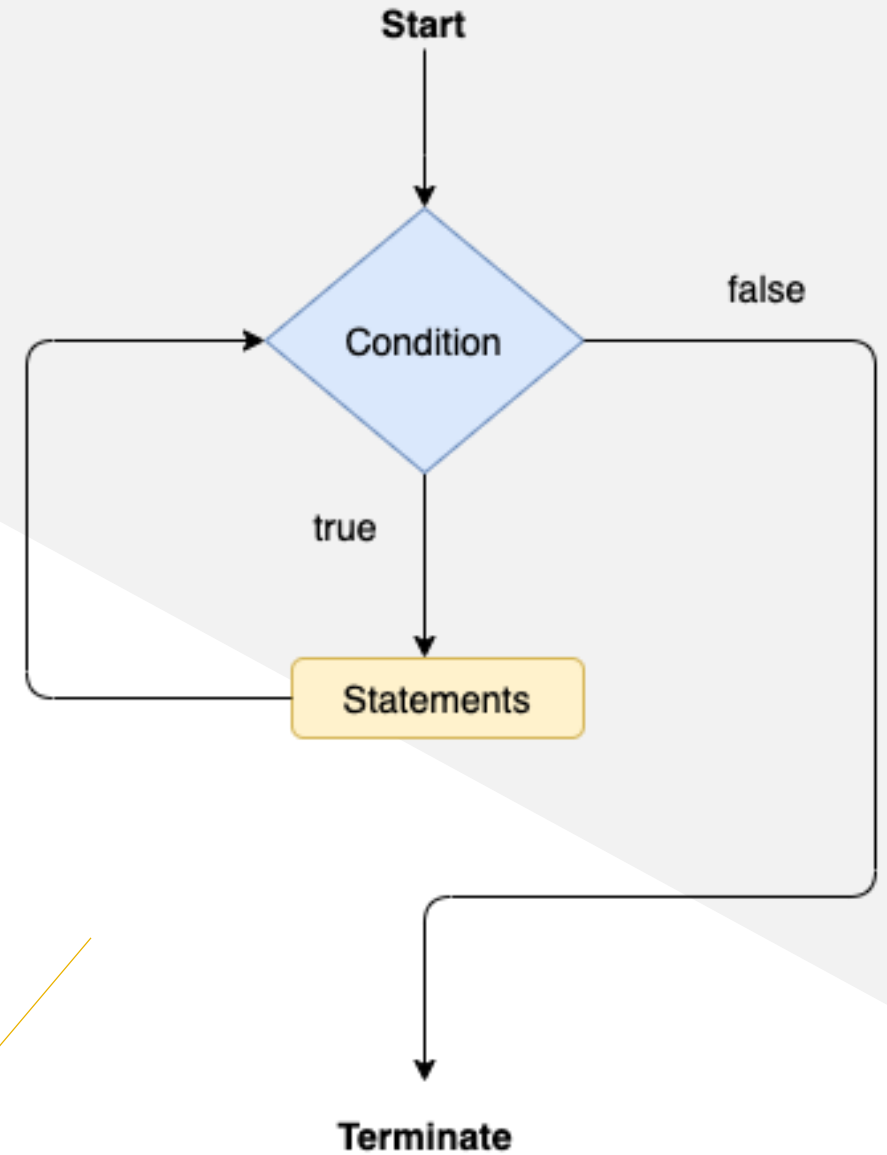 Start
false
Condition
true
Statements
Terminate